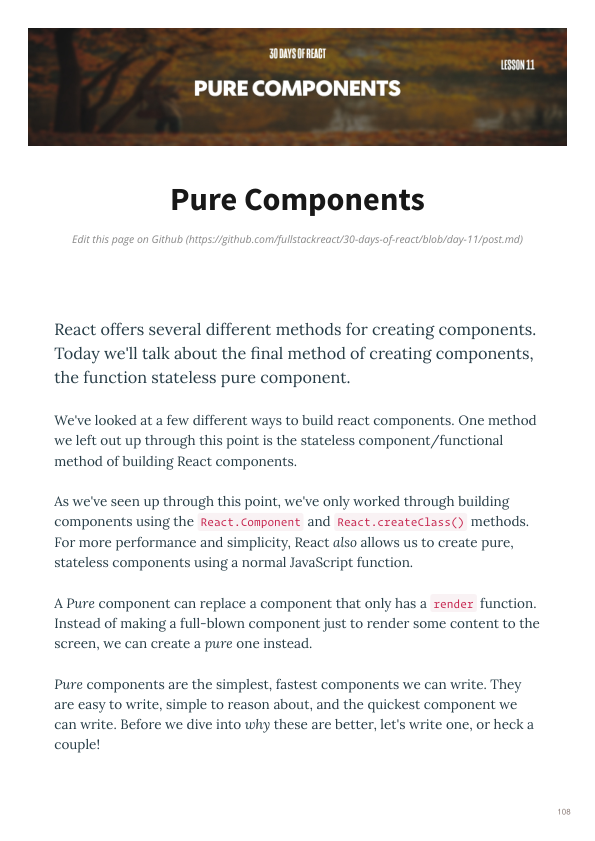 30 DAYS OF REACT
LESSON 11
PURE COMPONENTS
Pure Components
Edit this page on Github (https://github.com/fullstackreact/30-days-of-react/blob/day-11/post.md)
React offers several different methods for creating components.
Today we'll talk about the final method of creating components,
the function stateless pure component.
We've looked at a few different ways to build react components. One method
we left out up through this point is the stateless component/functional
method of building React components.
As we've seen up through this point, we've only worked through building
components using the React.Component and React.createClass() methods.
For more performance and simplicity, React also allows us to create pure,
stateless components using a normal JavaScript function.
A Pure component can replace a component that only has a render function.
Instead of making a full-blown component just to render some content to the
screen, we can create a pure one instead.
Pure components are the simplest, fastest components we can write. They
are easy to write, simple to reason about, and the quickest component we
can write. Before we dive into why these are better, let's write one, or heck a
couple!
108